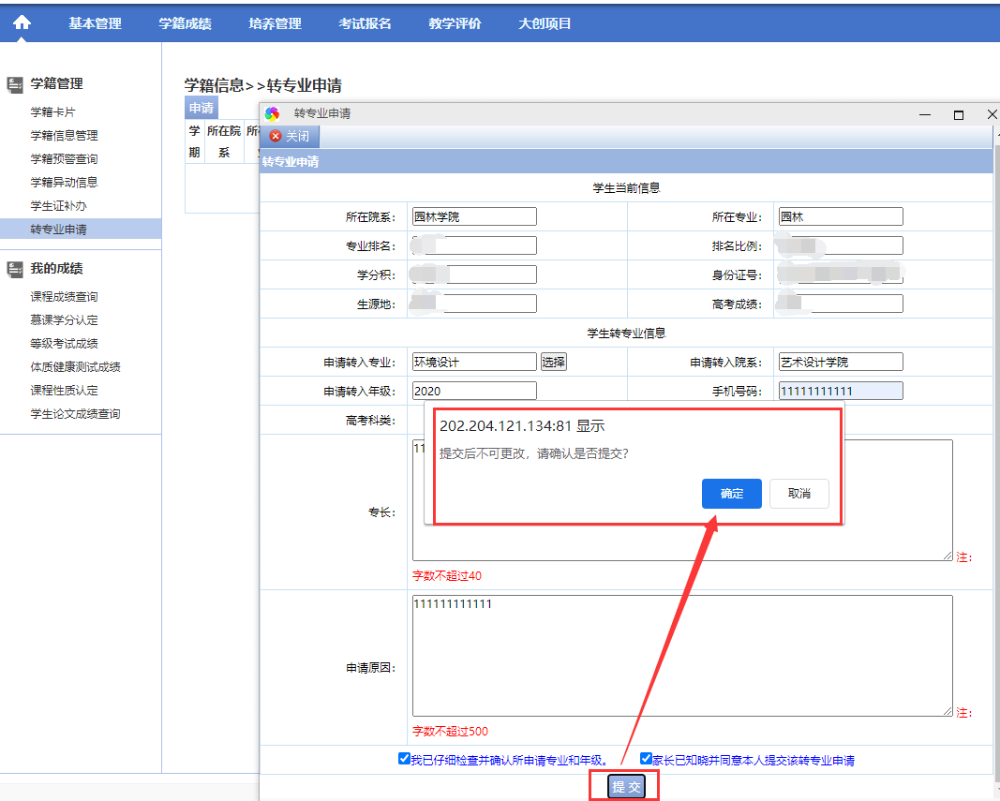 基本管理 学籍成绩 培养管理 考试报名 教学评价 大创项目
学籍管理
学籍卡片
学籍信息管理
学籍预警查询
学籍异动信息
学生证补办
转专业申请
我的成绩
课程成绩查询
慕课学分认定
等级考试成绩
体质健康测试成绩
课程性质认定
学生论文成绩查询
学籍信息>>转专业申请
申请
学期 所在院系
转专业申请
关闭
转专业申请
学生当前信息
所在院系: 园林学院 所在专业: 园林
专业排名: 排名比例:
学分积: 身份证号:
生源地: 高考成绩:
学生转专业信息
申请转入专业: 环境设计 选择 申请转入院系: 艺术设计学院
申请转入年级: 2020 手机号码: 11111111111
高考科类:
202.204.121.134:81 显示
提交后不可更改，请确认是否提交?
确定 取消
专长: 11 注:
字数不超过40
申请原因: 111111111111 注:
字数不超过500
我已仔细检查并确认所申请专业和年级。 家长已知晓并同意本人提交该转专业申请
提 交